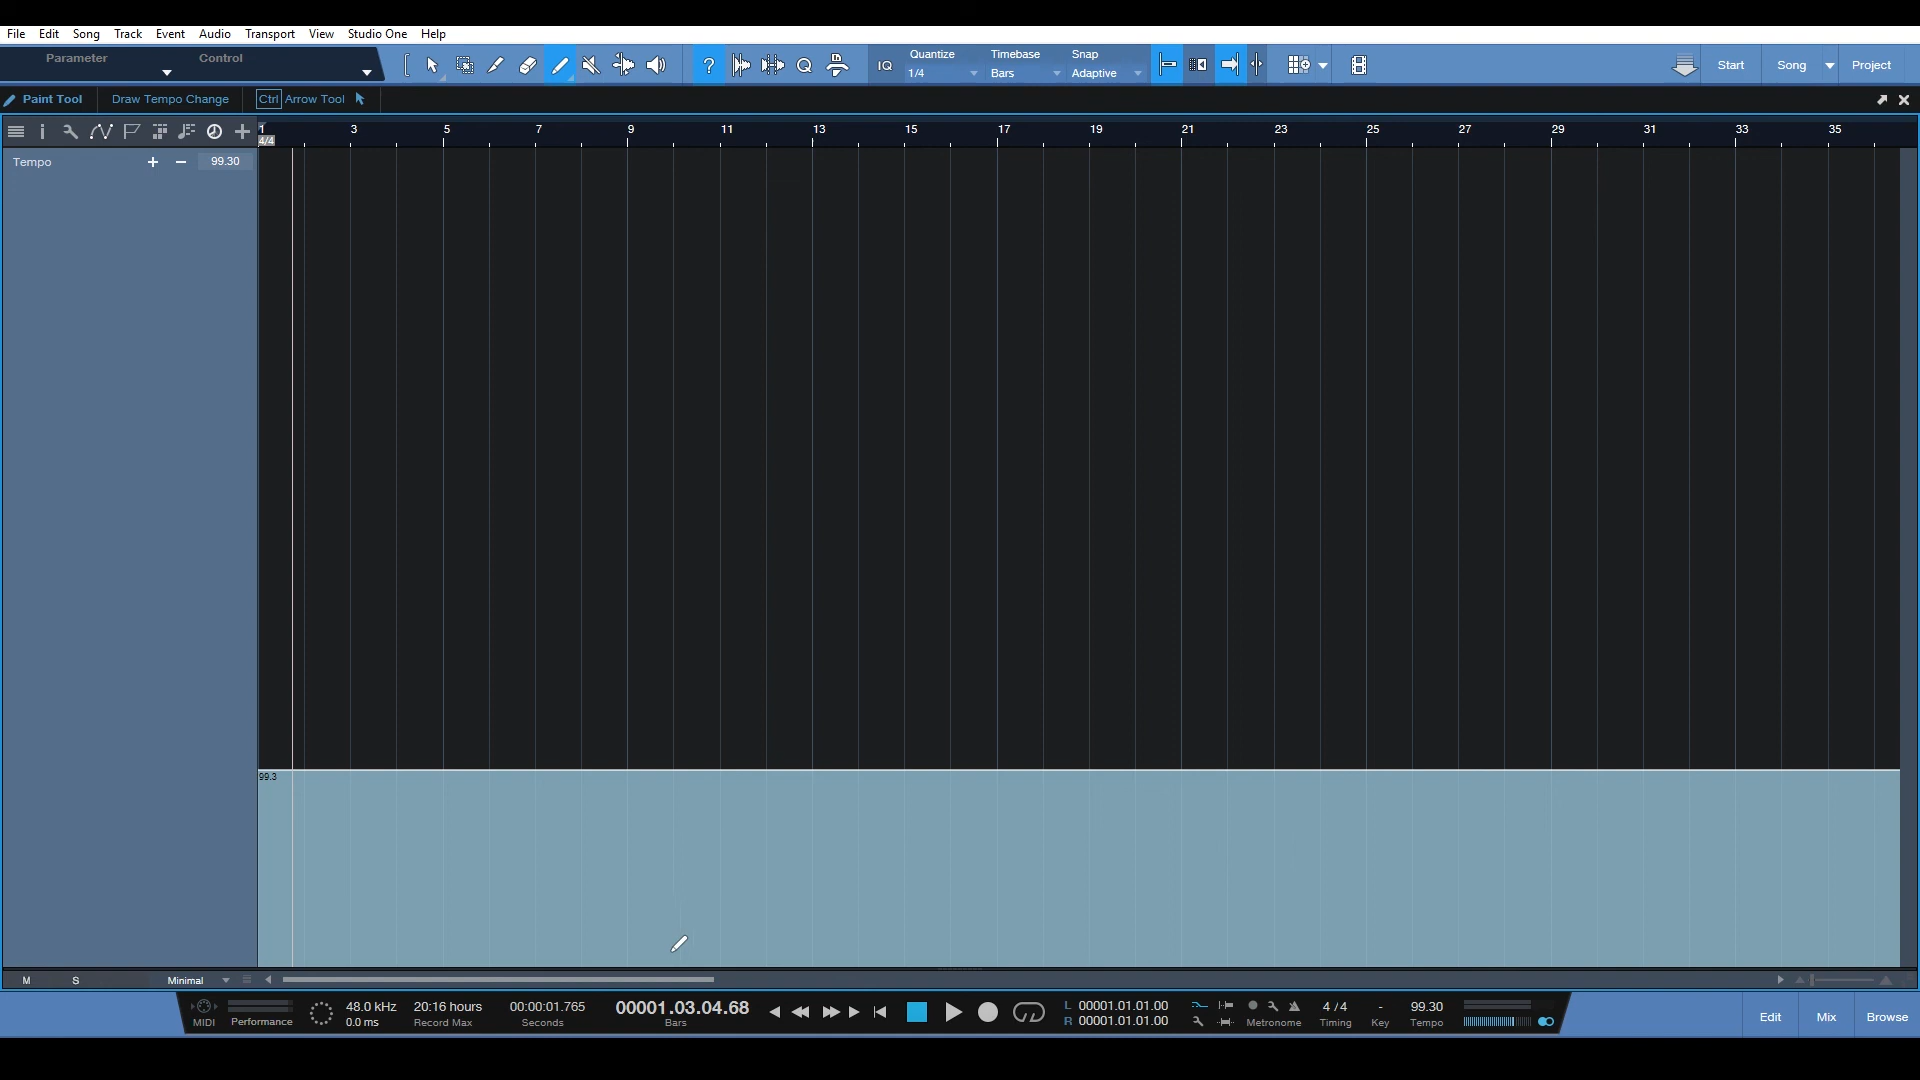 File Edit Song Track Event Audio Transport View Studio One Help
Parameter Control
IQ Quantize 1/4 Timebase Bars Snap Adaptive
Start Song Project
Paint Tool Draw Tempo Change Ctrl Arrow Tool
1 3 5 7 9 11 13 15 17 19 21 23 25 27 29 31 33 35
4/4
Tempo + − 99.30
99.3
M S Minimal
MIDI Performance
48.0 kHz
0.0 ms
20:16 hours
Record Max
00:00:01.765
Seconds
00001.03.04.68
Bars
L 00001.01.01.00
R 00001.01.01.00
Metronome
4 / 4
Timing
-
Key
99.30
Tempo
Edit Mix Browse